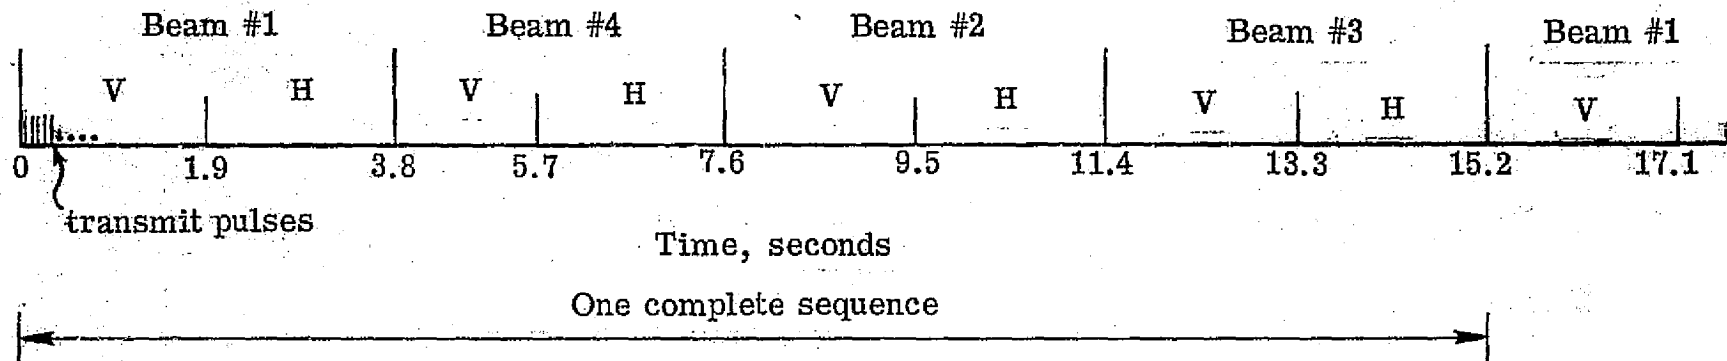 Beam #1 Beam #4 Beam #2 Beam #3 Beam #1
V H V H V H V H V
0 1.9 3.8 5.7 7.6 9.5 11.4 13.3 15.2 17.1
transmit pulses
Time, seconds
One complete sequence